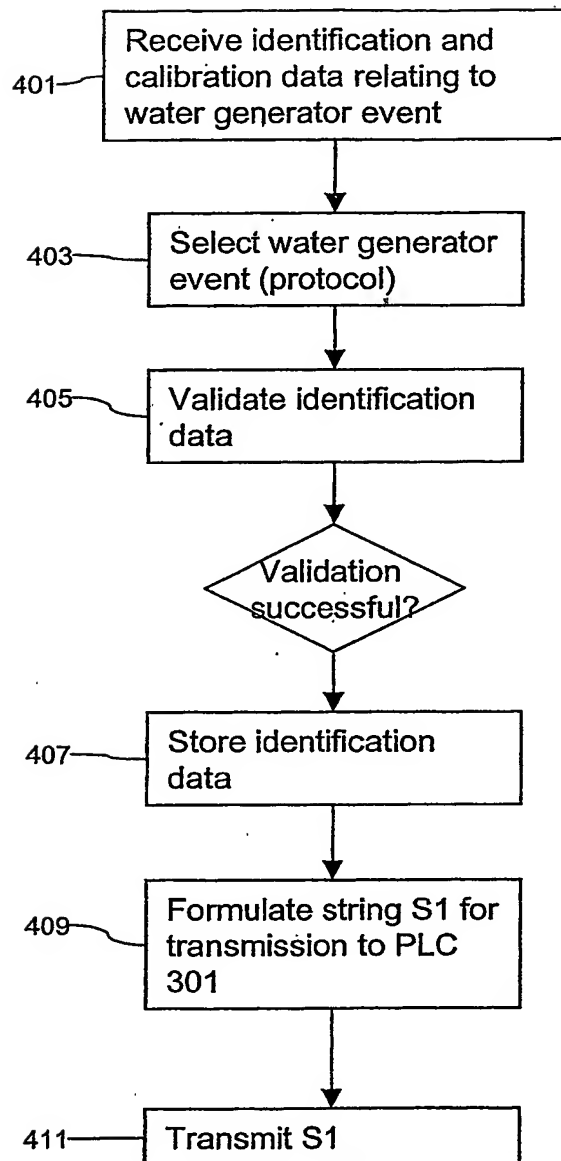 401
Receive identification and
calibration data relating to
water generator event
403
Select water generator
event (protocol)
405
Validate identification
data
Validation
successful?
407
Store identification
data
409
Formulate string S1 for
transmission to PLC
301
411
Transmit S1